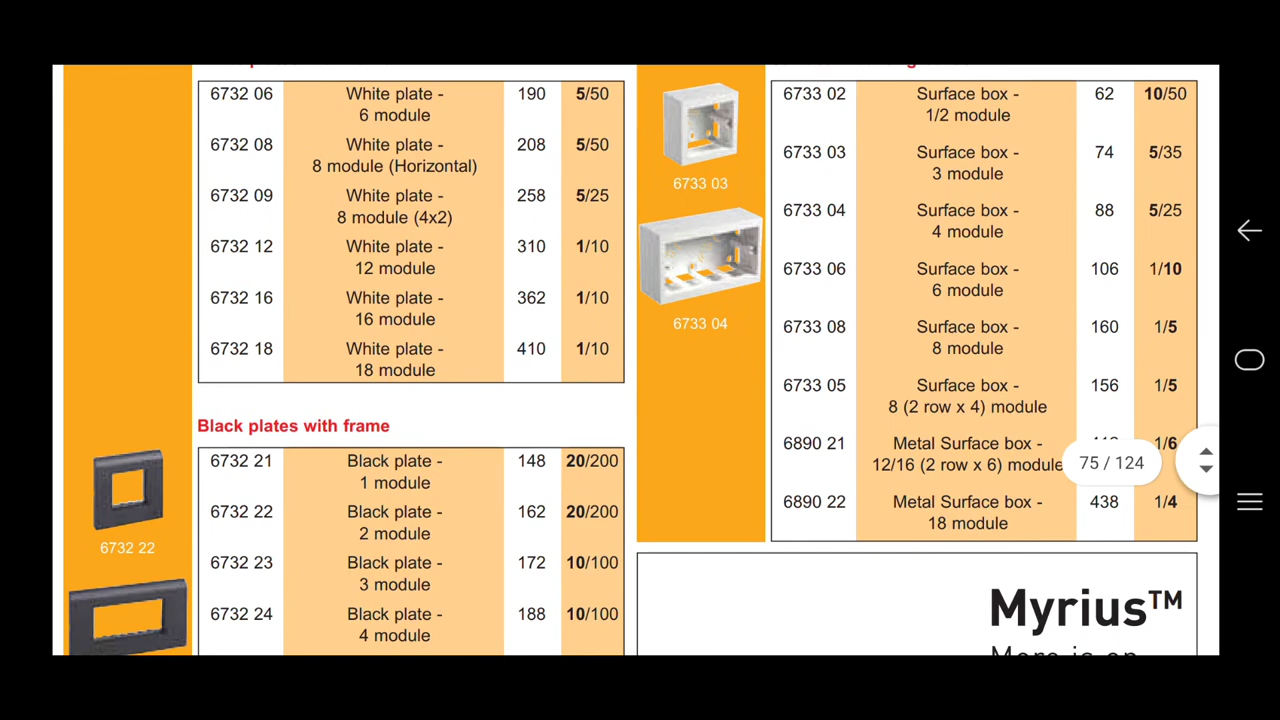 6732 06 White plate - 190 5/50
6 module
6732 08 White plate - 208 5/50
8 module (Horizontal)
6732 09 White plate - 258 5/25
8 module (4x2)
6732 12 White plate - 310 1/10
12 module
6732 16 White plate - 362 1/10
16 module
6732 18 White plate - 410 1/10
18 module
Black plates with frame
6732 21 Black plate - 148 20/200
1 module
6732 22 Black plate - 162 20/200
2 module
6732 22
6732 23 Black plate - 172 10/100
3 module
6732 24 Black plate - 188 10/100
4 module
6733 02 Surface box - 62 10/50
1/2 module
6733 03 Surface box - 74 5/35
3 module
6733 03
6733 04 Surface box - 88 5/25
4 module
6733 06 Surface box - 106 1/10
6 module
6733 04
6733 08 Surface box - 160 1/5
8 module
6733 05 Surface box - 156 1/5
8 (2 row x 4) module
6890 21 Metal Surface box - 1/6
12/16 (2 row x 6) module
75 / 124
6890 22 Metal Surface box - 438 1/4
18 module
Myrius™
More is on